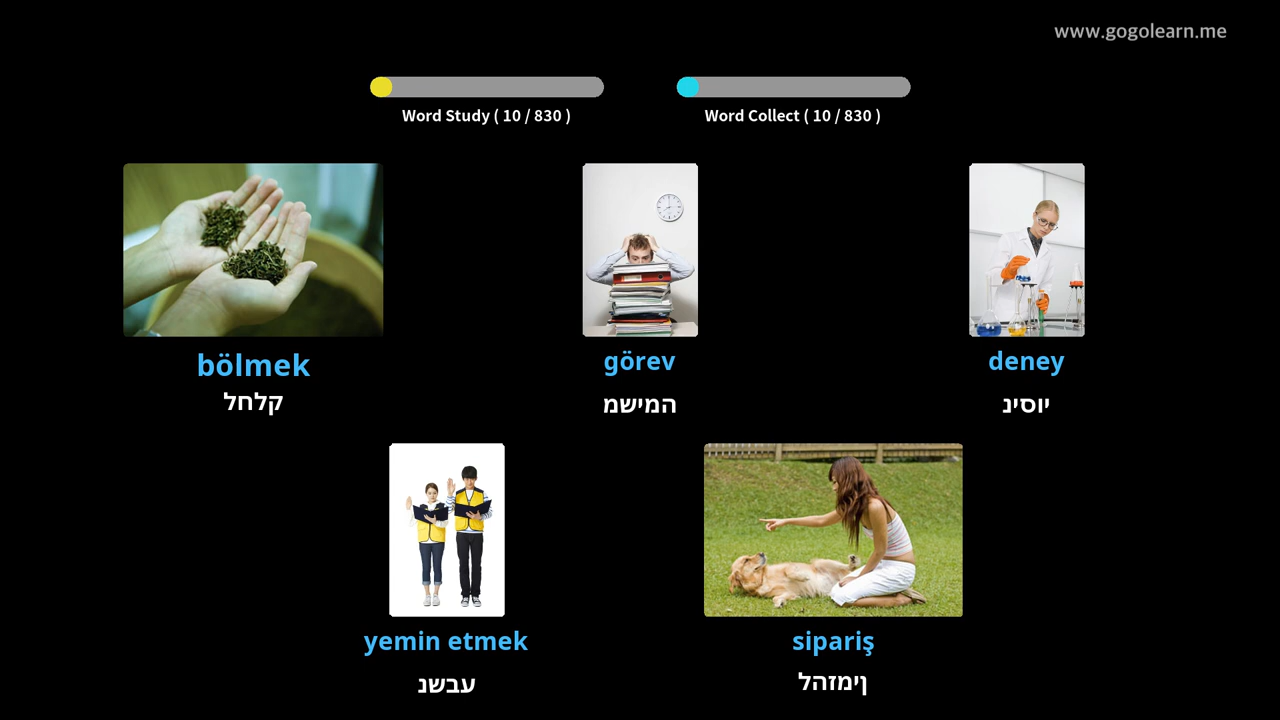 www.gogolearn.me
Word Study ( 10 / 830 )
Word Collect ( 10 / 830 )
bölmek
קלחל
görev
המישמ
deney
יוסינ
yemin etmek
עבשנ
sipariş
ןימזהל